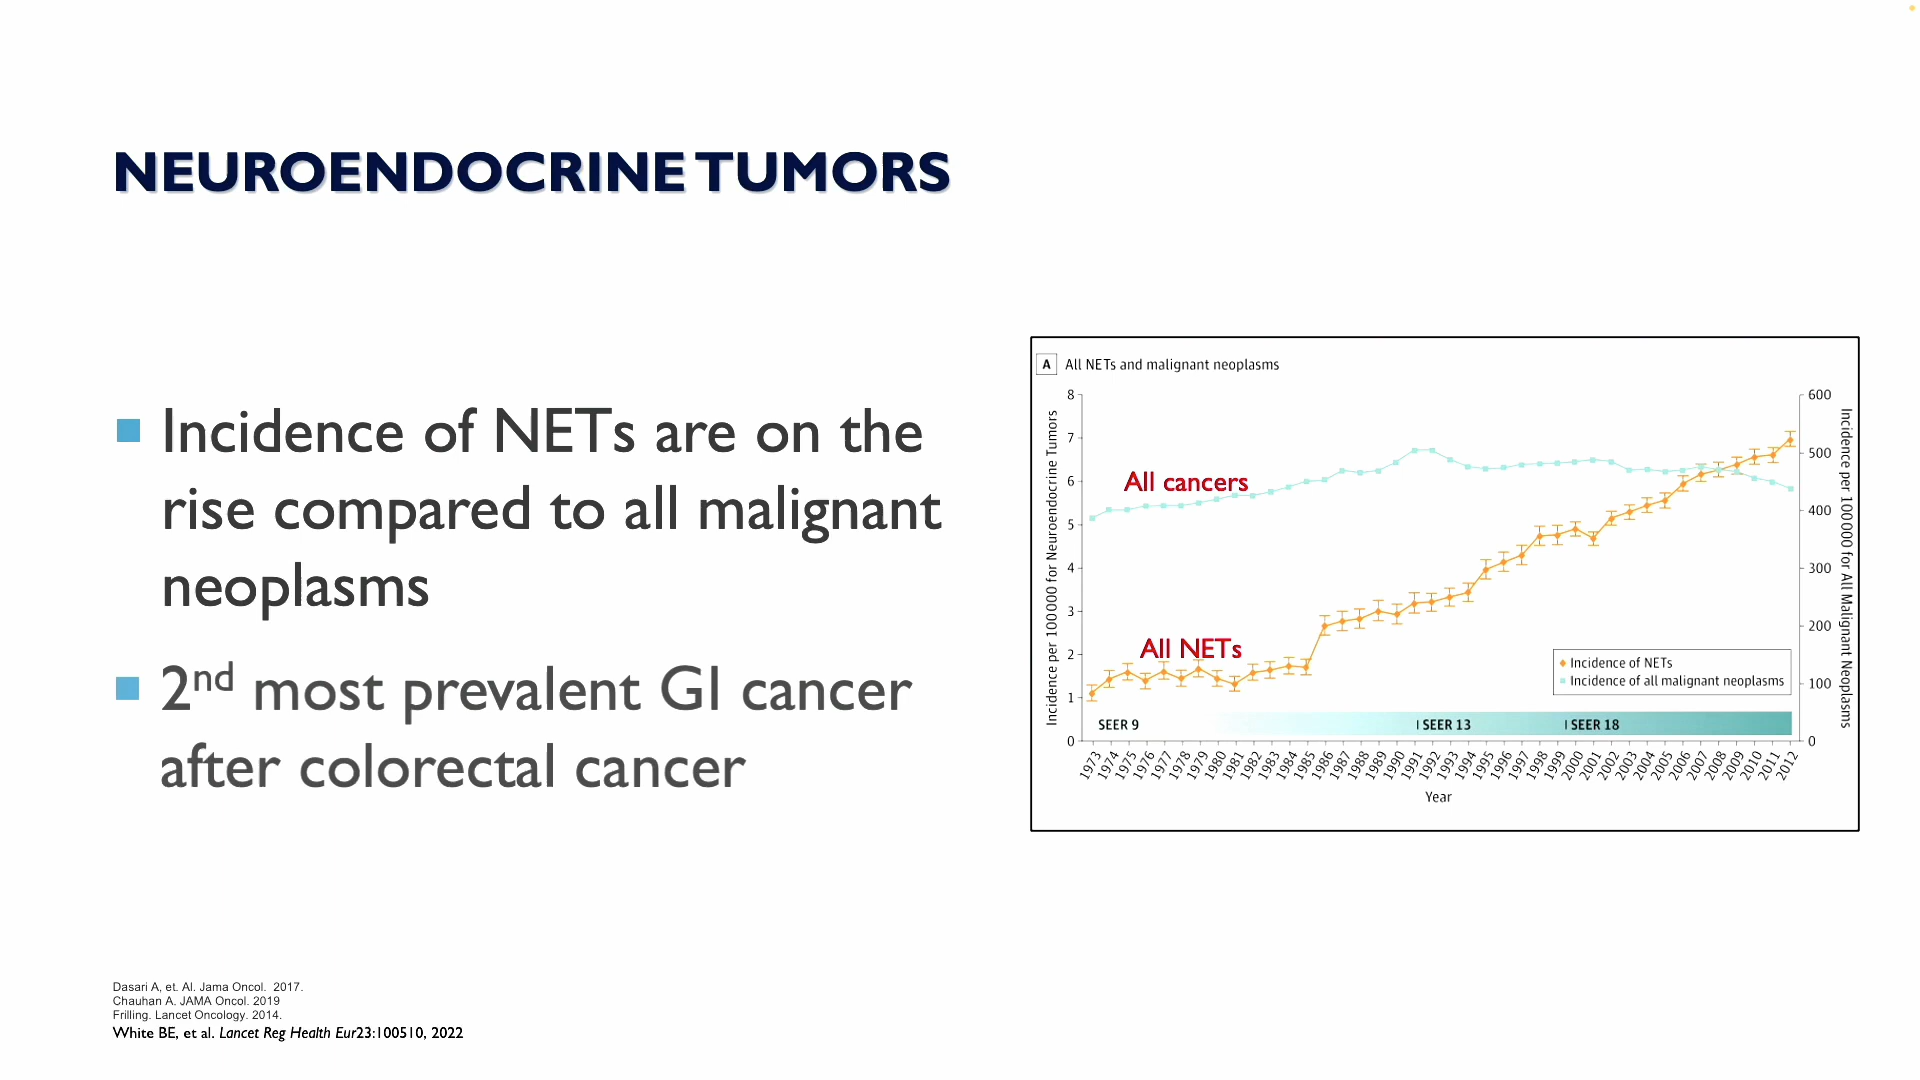 NEUROENDOCRINE TUMORS
Incidence of NETs are on the
rise compared to all malignant
neoplasms
2nd most prevalent GI cancer
after colorectal cancer
A All NETs and malignant neoplasms
Incidence per 100 000 for Neuroendocrine Tumors
8
7
6
5
4
3
2
1
0
All cancers
All NETs
600
500
400
300
200
100
0
Incidence per 100 000 for All Malignant Neoplasms
Incidence of NETs
Incidence of all malignant neoplasms
SEER 9
SEER 13
SEER 18
1973 1974 1975 1976 1977 1978 1979 1980 1981 1982 1983 1984 1985 1986 1987 1988 1989 1990 1991 1992 1993 1994 1995 1996 1997 1998 1999 2000 2001 2002 2003 2004 2005 2006 2007 2008 2009 2010 2011 2012
Year
Dasari A, et. Al. Jama Oncol. 2017.
Chauhan A. JAMA Oncol. 2019
Frilling. Lancet Oncology. 2014.
White BE, et al. Lancet Reg Health Eur23:100510, 2022